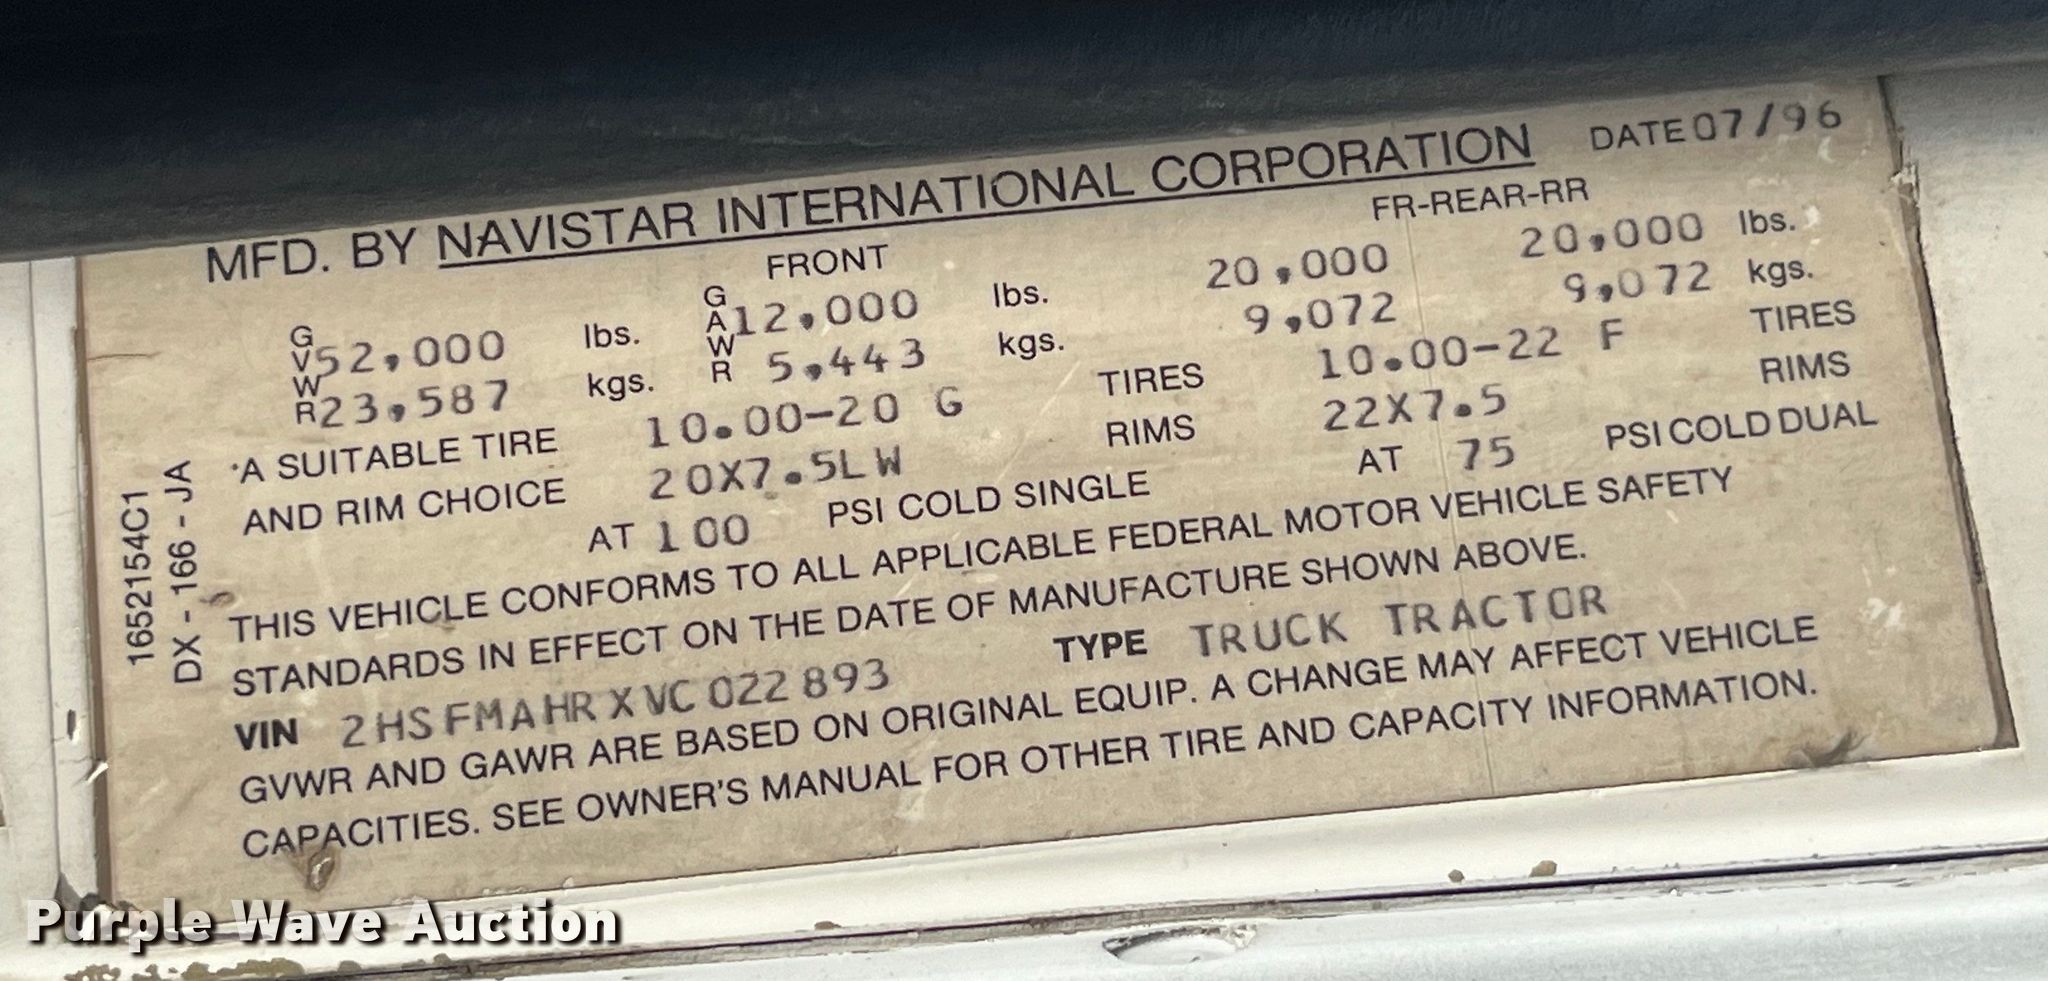 MFD. BY NAVISTAR INTERNATIONAL CORPORATION DATE 07/96
FRONT FR-REAR-RR
GVWR 52,000 lbs. GAWR 12,000 lbs. 20,000 20,000 lbs.
23,587 kgs. 5,443 kgs. 9,072 9,072 kgs.
A SUITABLE TIRE 10.00-20 G TIRES 10.00-22 F TIRES
AND RIM CHOICE 20X7.5LW RIMS 22X7.5 RIMS
AT 100 PSI COLD SINGLE AT 75 PSI COLD DUAL
THIS VEHICLE CONFORMS TO ALL APPLICABLE FEDERAL MOTOR VEHICLE SAFETY
STANDARDS IN EFFECT ON THE DATE OF MANUFACTURE SHOWN ABOVE.
VIN 2HSFMAHRXVC022893 TYPE TRUCK TRACTOR
GVWR AND GAWR ARE BASED ON ORIGINAL EQUIP. A CHANGE MAY AFFECT VEHICLE
CAPACITIES. SEE OWNER'S MANUAL FOR OTHER TIRE AND CAPACITY INFORMATION.
1652154C1
DX - 166 - JA
Purple Wave Auction